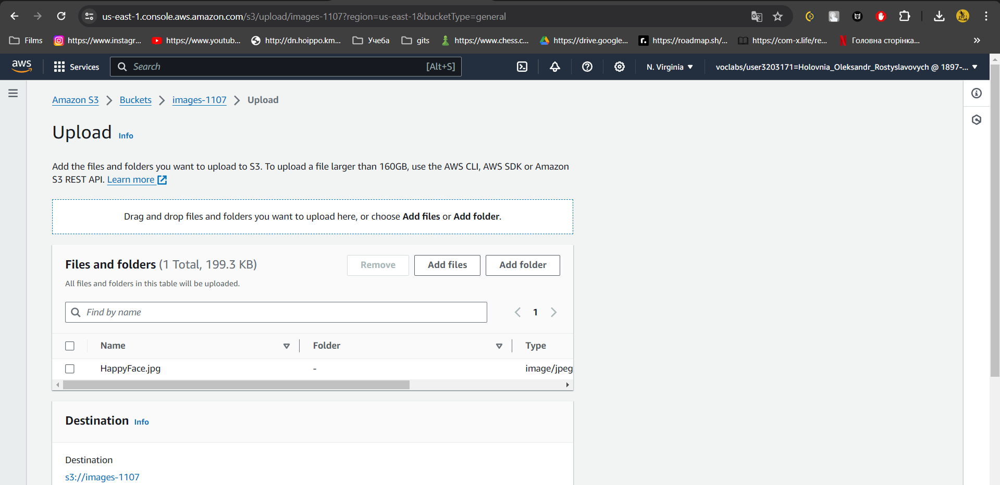 us-east-1.console.aws.amazon.com/s3/upload/images-1107?region=us-east-1&bucketType=general
Films https://www.instagr... https://www.youtub... http://dn.hoippo.km... Учеба gits https://www.chess.c... https://drive.google... https://roadmap.sh/... https://com-x.life/re... Головна сторінка...
aws Services Search [Alt+S] N. Virginia voclabs/user3203171=Holovnia_Oleksandr_Rostyslavovych @ 1897-...
Amazon S3 Buckets images-1107 Upload
Upload Info
Add the files and folders you want to upload to S3. To upload a file larger than 160GB, use the AWS CLI, AWS SDK or Amazon
S3 REST API. Learn more
Drag and drop files and folders you want to upload here, or choose Add files or Add folder.
Files and folders (1 Total, 199.3 KB) Remove Add files Add folder
All files and folders in this table will be uploaded.
Find by name 1
Name Folder Type
HappyFace.jpg - image/jpeg
Destination Info
Destination
s3://images-1107